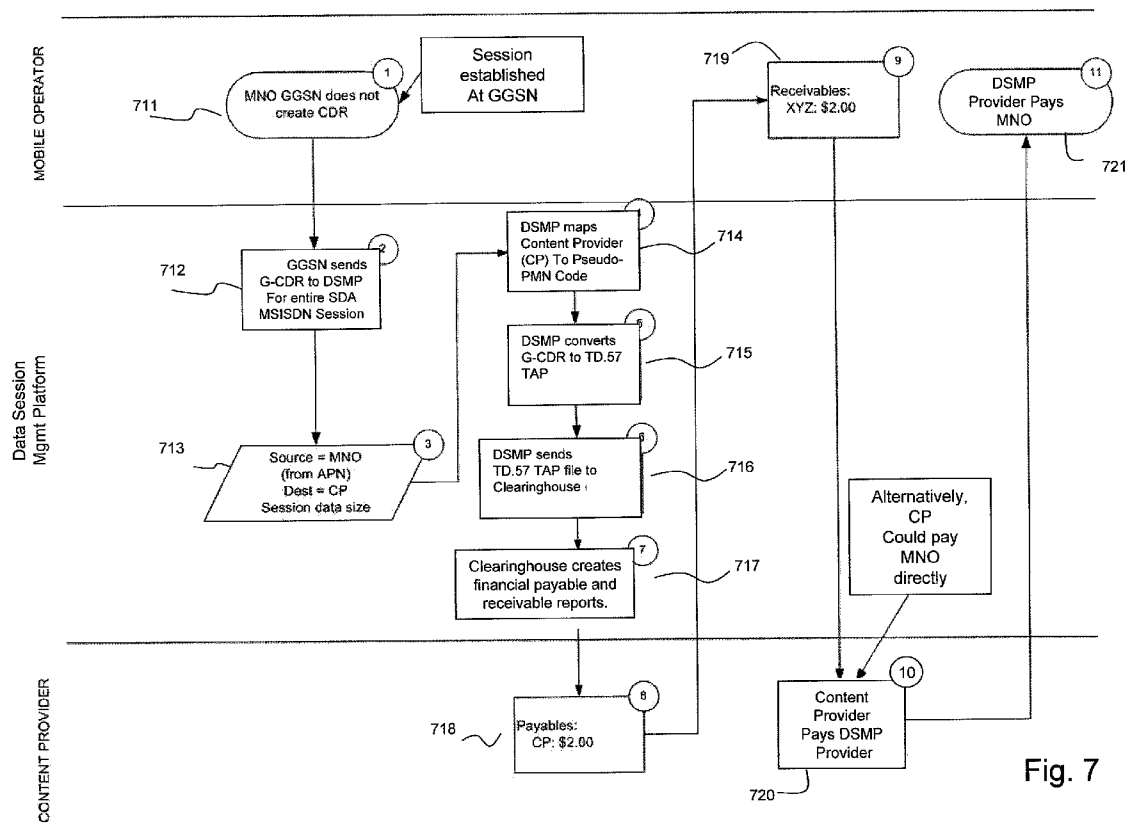 MOBILE OPERATOR
Data Session
Mgmt Platform
CONTENT PROVIDER
1
MNO GGSN does not
create CDR
711
Session
established
At GGSN
719
9
Receivables:
XYZ: $2.00
11
DSMP
Provider Pays
MNO
721
2
GGSN sends
G-CDR to DSMP
For entire SDA
MSISDN Session
712
3
Source = MNO
(from APN)
Dest = CP
Session data size
713
DSMP maps
Content Provider
(CP) To Pseudo-
PMN Code
714
DSMP converts
G-CDR to TD.57
TAP
715
DSMP sends
TD.57 TAP file to
Clearinghouse
716
7
Clearinghouse creates
financial payable and
receivable reports.
717
Alternatively,
CP
Could pay
MNO
directly
718
Payables:
CP: $2.00
10
Content
Provider
Pays DSMP
Provider
720
Fig. 7